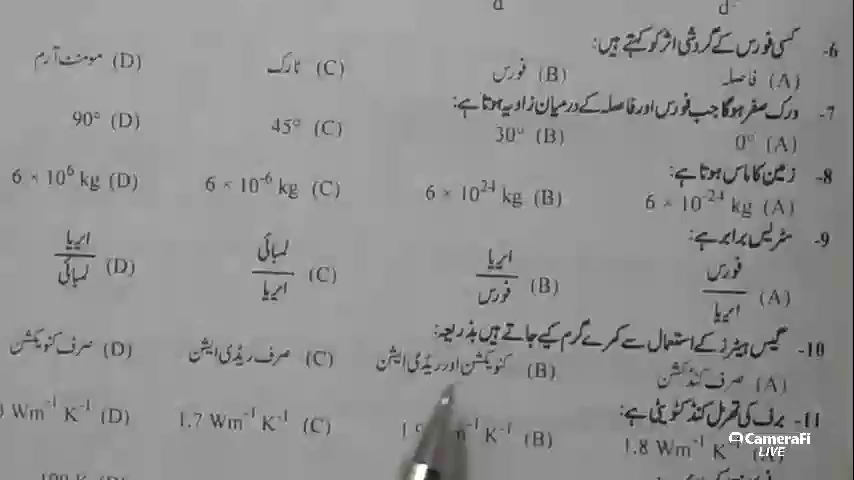 d d
6- کسی فورس کے گردشی اثر کو کہتے ہیں:
(A) فاصلہ (B) فورس (C) ٹارک (D) مومنٹ آرم
7- ورک صفر ہوگا جب فورس اور فاصلہ کے درمیان زاویہ ہوتا ہے:
(A) 0° (B) 30° (C) 45° (D) 90°
8- زمین کا ماس ہوتا ہے:
(A) 6 × 10⁻²⁴ kg (B) 6 × 10²⁴ kg (C) 6 × 10⁻⁶ kg (D) 6 × 10⁶ kg
9- سٹریس برابر ہے:
(A) فورس/ایریا (B) ایریا/فورس (C) لمبائی/ایریا (D) ایریا/لمبائی
10- گیس ہیٹرز کے استعمال سے کمرے گرم کیے جاتے ہیں بذریعہ:
(A) صرف کنڈکشن (B) کنویکشن اور ریڈی ایشن (C) صرف ریڈی ایشن (D) صرف کنویکشن
11- برف کی تھرمل کنڈکٹیویٹی ہے:
(A) 1.8 Wm⁻¹ K⁻¹ (B) K⁻¹ (C) 1.7 Wm⁻¹ K⁻¹ (D) Wm⁻¹ K⁻¹
CameraFi
LIVE